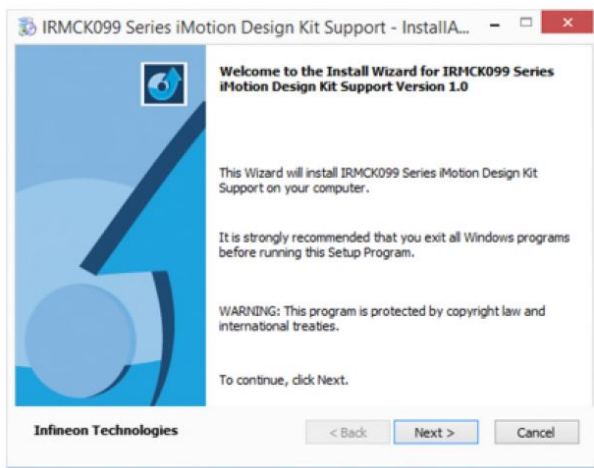 IRMCK099 Series iMotion Design Kit Support - InstallA...
Welcome to the Install Wizard for IRMCK099 Series
iMotion Design Kit Support Version 1.0
This Wizard will install IRMCK099 Series iMotion Design Kit
Support on your computer.
It is strongly recommended that you exit all Windows programs
before running this Setup Program.
WARNING: This program is protected by copyright law and
international treaties.
To continue, click Next.
Infineon Technologies
< Back
Next >
Cancel